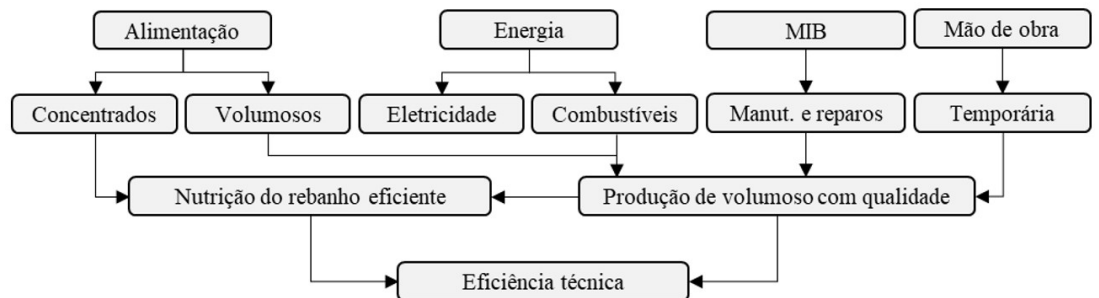 Alimentação
Energia
MIB
Mão de obra
Concentrados
Volumosos
Eletricidade
Combustíveis
Manut. e reparos
Temporária
Nutrição do rebanho eficiente
Produção de volumoso com qualidade
Eficiência técnica